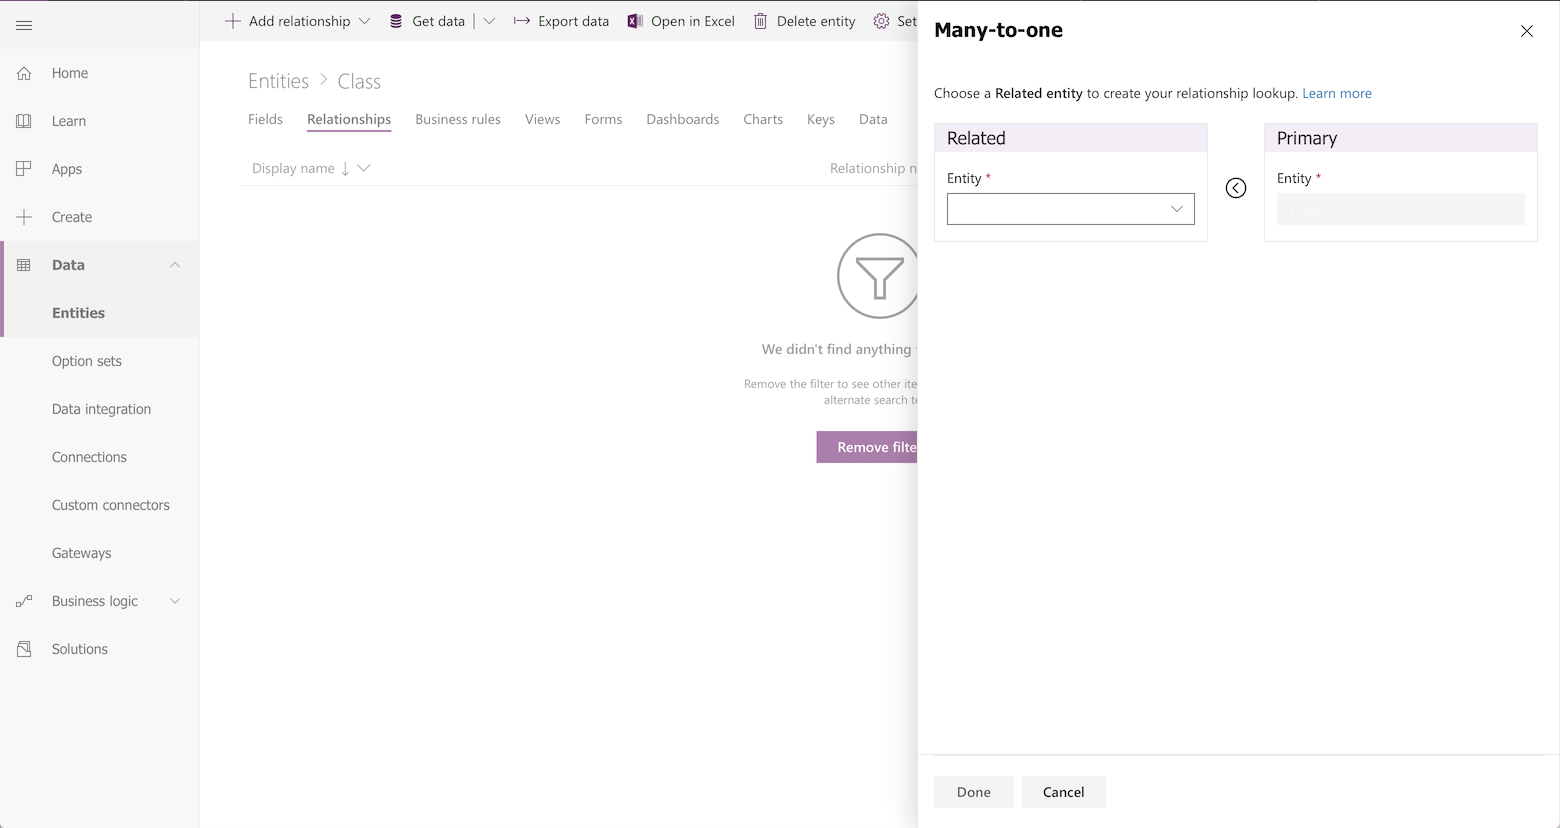 Add relationship
Get data
Export data
Open in Excel
Delete entity
Set
Home
Learn
Apps
Create
Data
Entities
Option sets
Data integration
Connections
Custom connectors
Gateways
Business logic
Solutions
Entities > Class
Fields Relationships Business rules Views Forms Dashboards Charts Keys Data
Display name
Relationship n
We didn't find anything
Remove the filter to see other ite
alternate search t
Remove filte
Many-to-one
Choose a Related entity to create your relationship lookup. Learn more
Related
Entity *
Primary
Entity *
Class
Done
Cancel